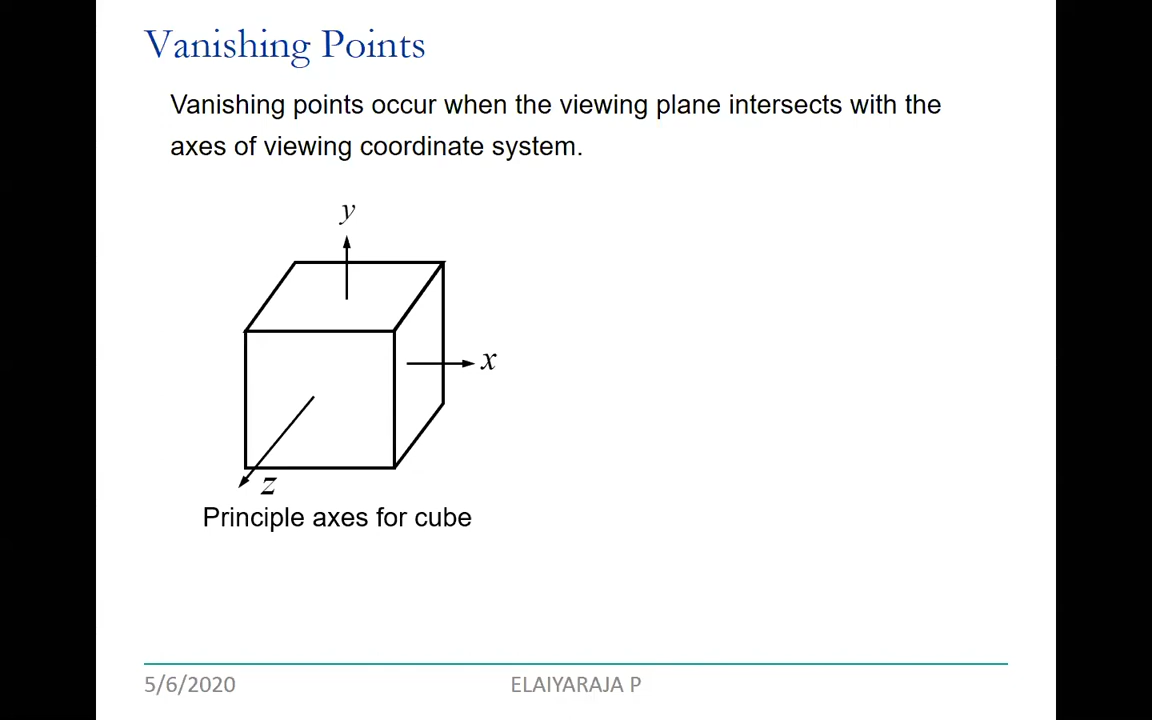 Vanishing Points
Vanishing points occur when the viewing plane intersects with the
axes of viewing coordinate system.
y
x
z
Principle axes for cube
5/6/2020
ELAIYARAJA P